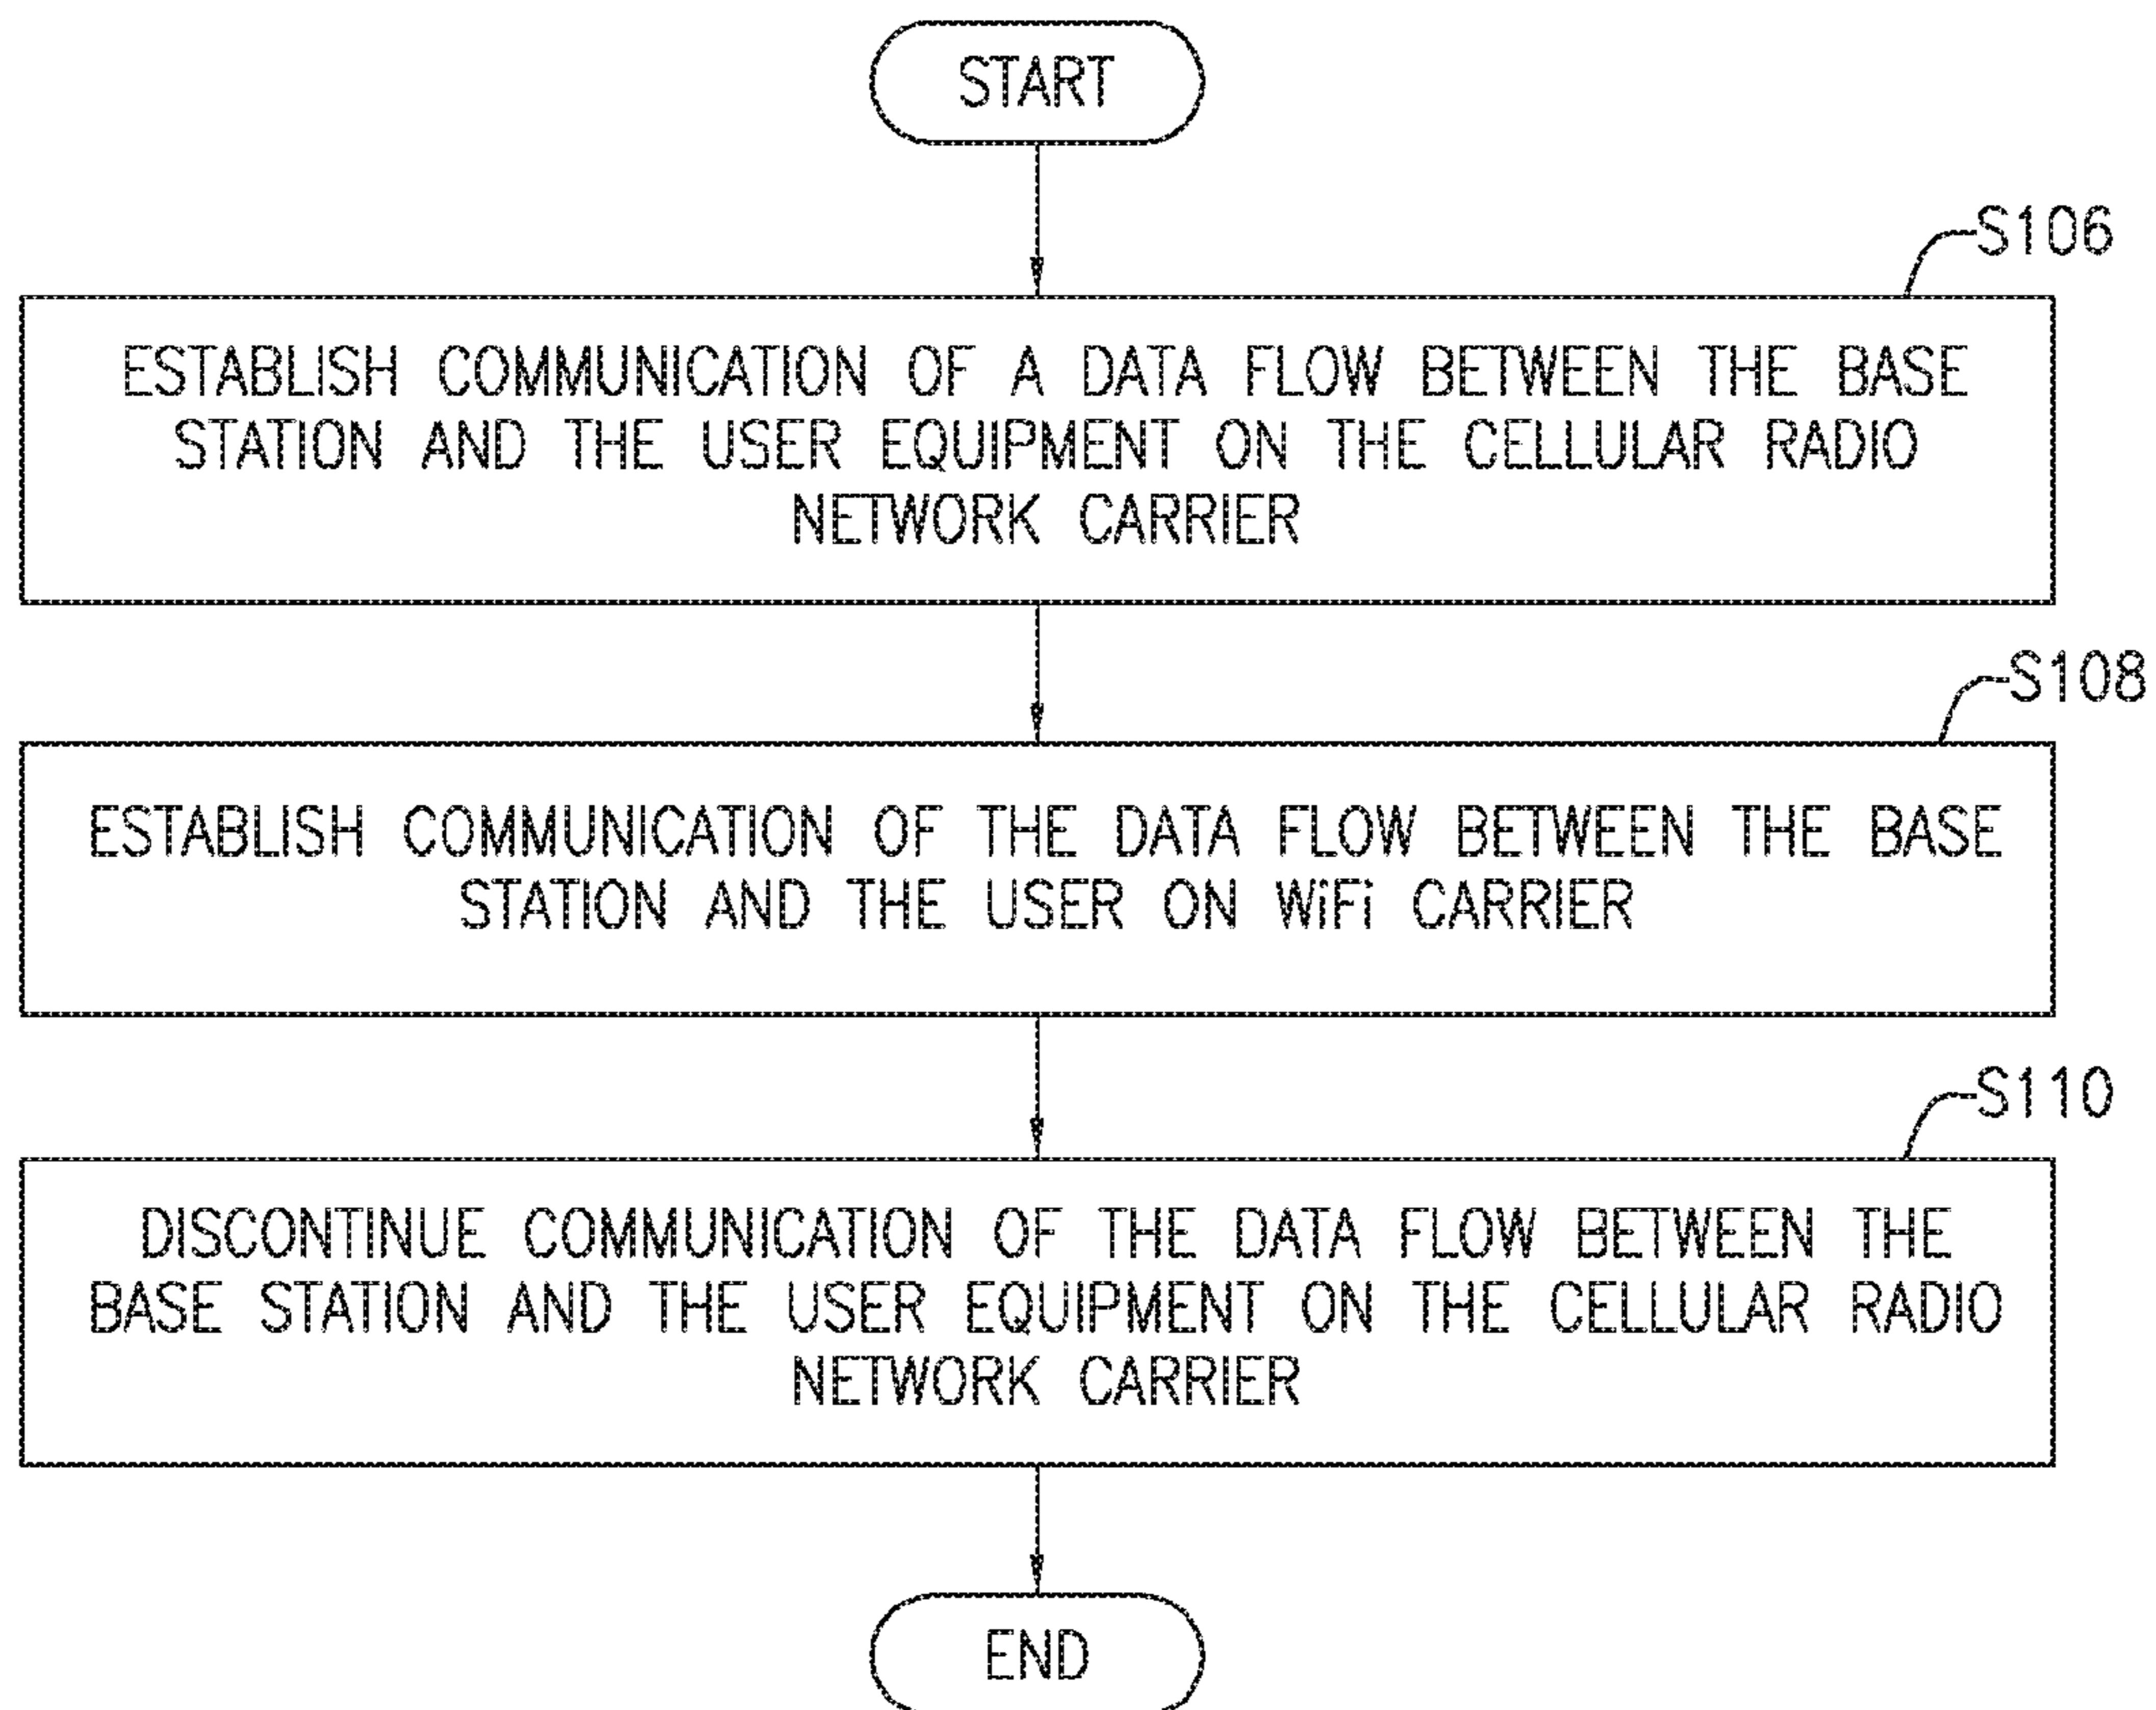 START
S106
ESTABLISH COMMUNICATION OF A DATA FLOW BETWEEN THE BASE
STATION AND THE USER EQUIPMENT ON THE CELLULAR RADIO
NETWORK CARRIER
S108
ESTABLISH COMMUNICATION OF THE DATA FLOW BETWEEN THE BASE
STATION AND THE USER ON WiFi CARRIER
S110
DISCONTINUE COMMUNICATION OF THE DATA FLOW BETWEEN THE
BASE STATION AND THE USER EQUIPMENT ON THE CELLULAR RADIO
NETWORK CARRIER
END